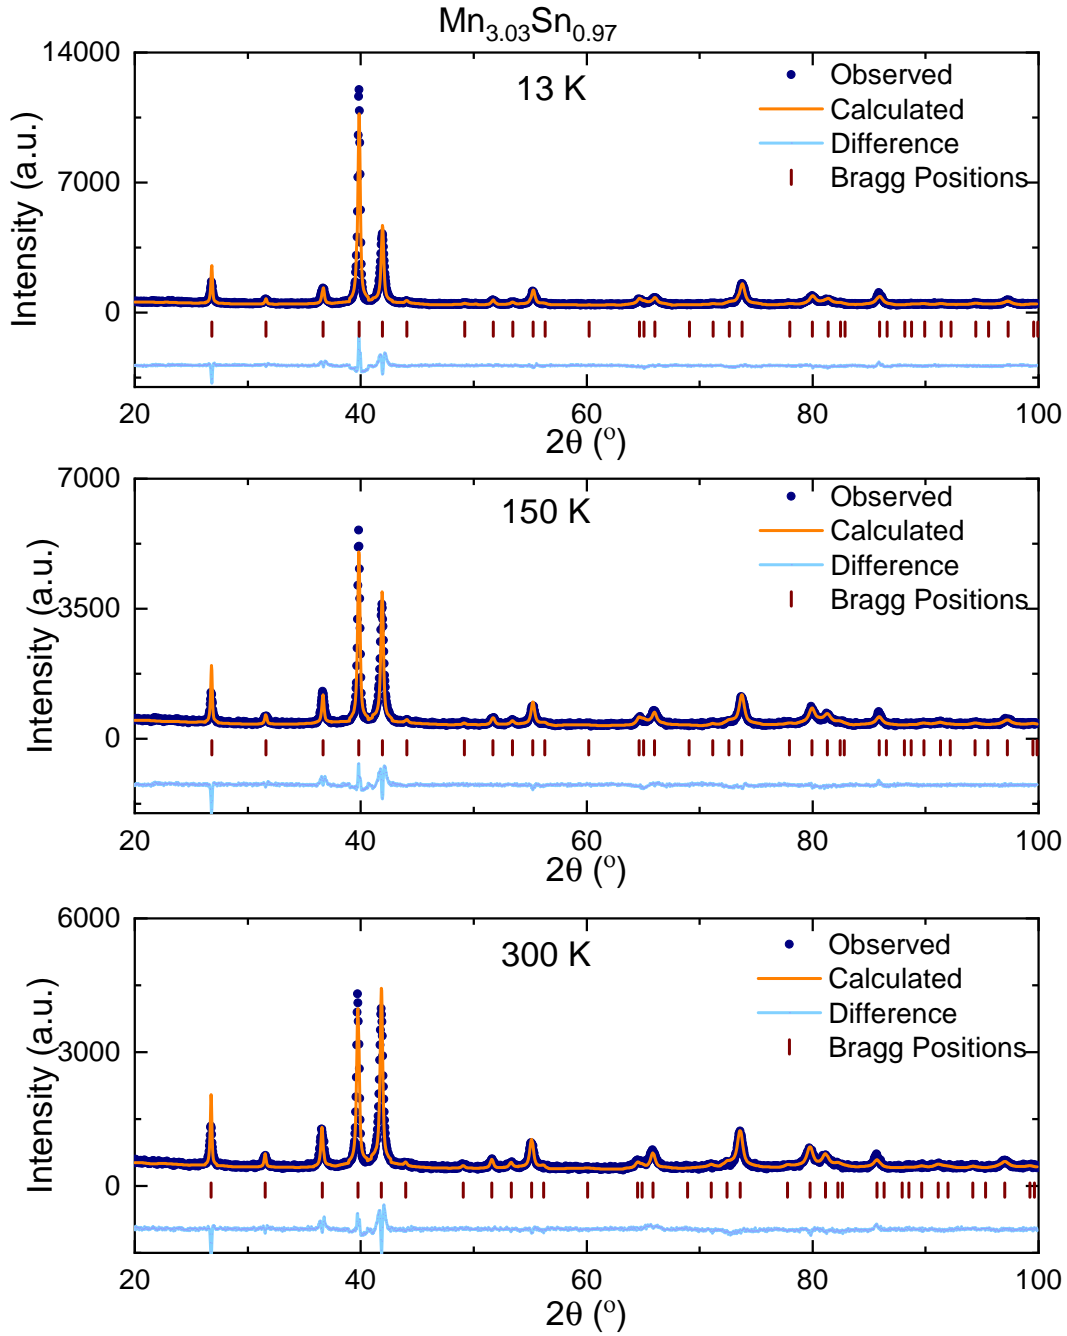 Mn3.03Sn0.97
14000
13 K
Observed
Calculated
Difference
Bragg Positions
7000
0
Intensity (a.u.)
20 40 60 80 100
2θ (o)
7000
150 K
Observed
Calculated
Difference
Bragg Positions
3500
0
Intensity (a.u.)
20 40 60 80 100
2θ (o)
6000
300 K
Observed
Calculated
Difference
Bragg Positions
3000
0
Intensity (a.u.)
20 40 60 80 100
2θ (o)